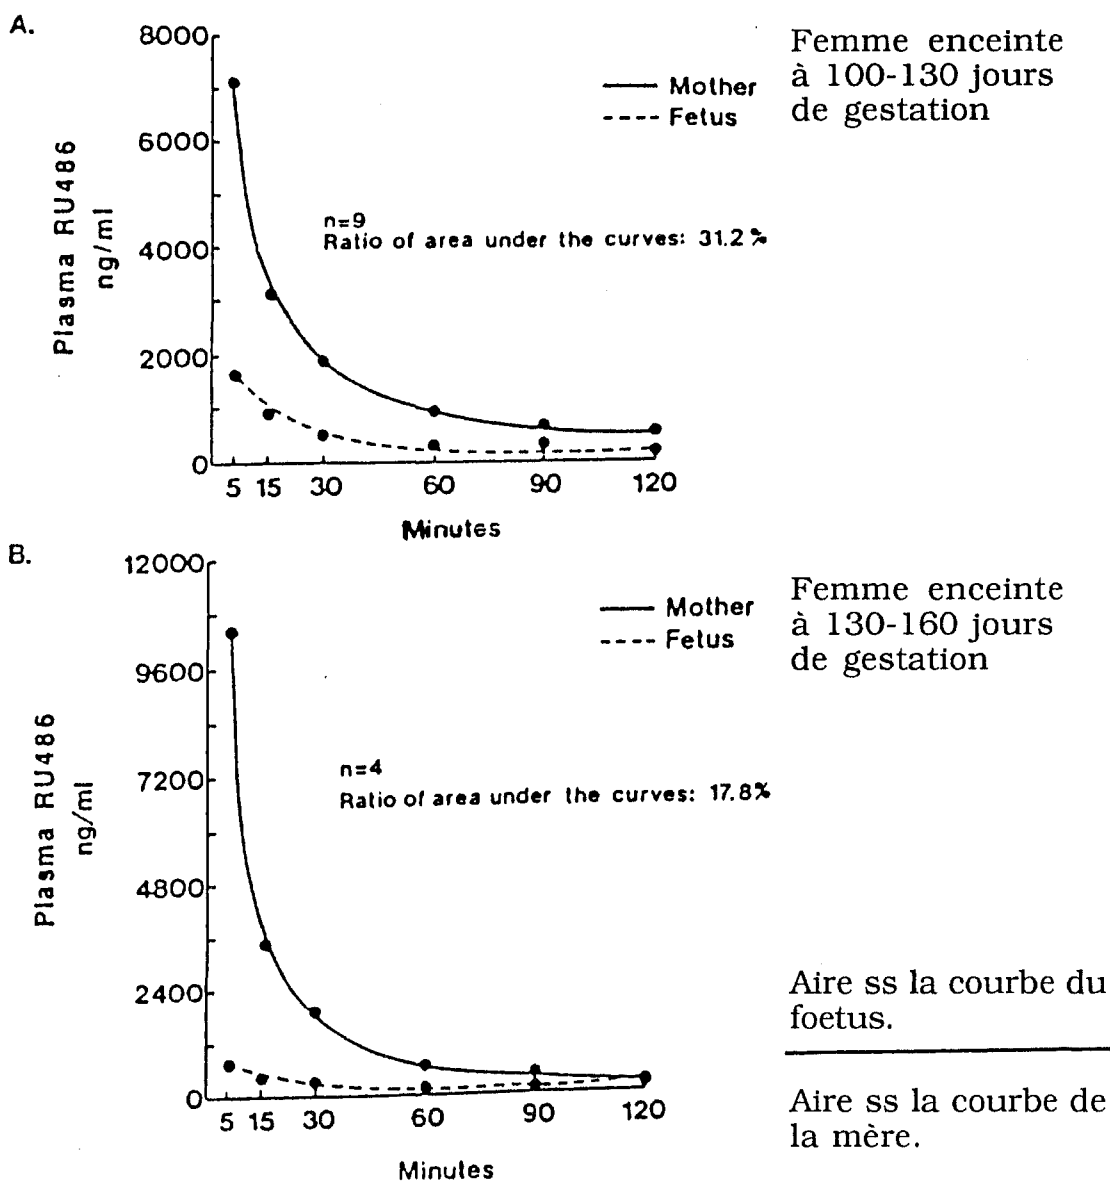 A.
8000
6000
4000
2000
0
Plasma RU486
ng/ml
Mother
Fetus
n=9
Ratio of area under the curves: 31.2%
5 15 30 60 90 120
Minutes
Femme enceinte
à 100-130 jours
de gestation
B.
12000
9600
7200
4800
2400
0
Plasma RU486
ng/ml
Mother
Fetus
n=4
Ratio of area under the curves: 17.8%
5 15 30 60 90 120
Minutes
Femme enceinte
à 130-160 jours
de gestation
Aire ss la courbe du
foetus.
Aire ss la courbe de
la mère.